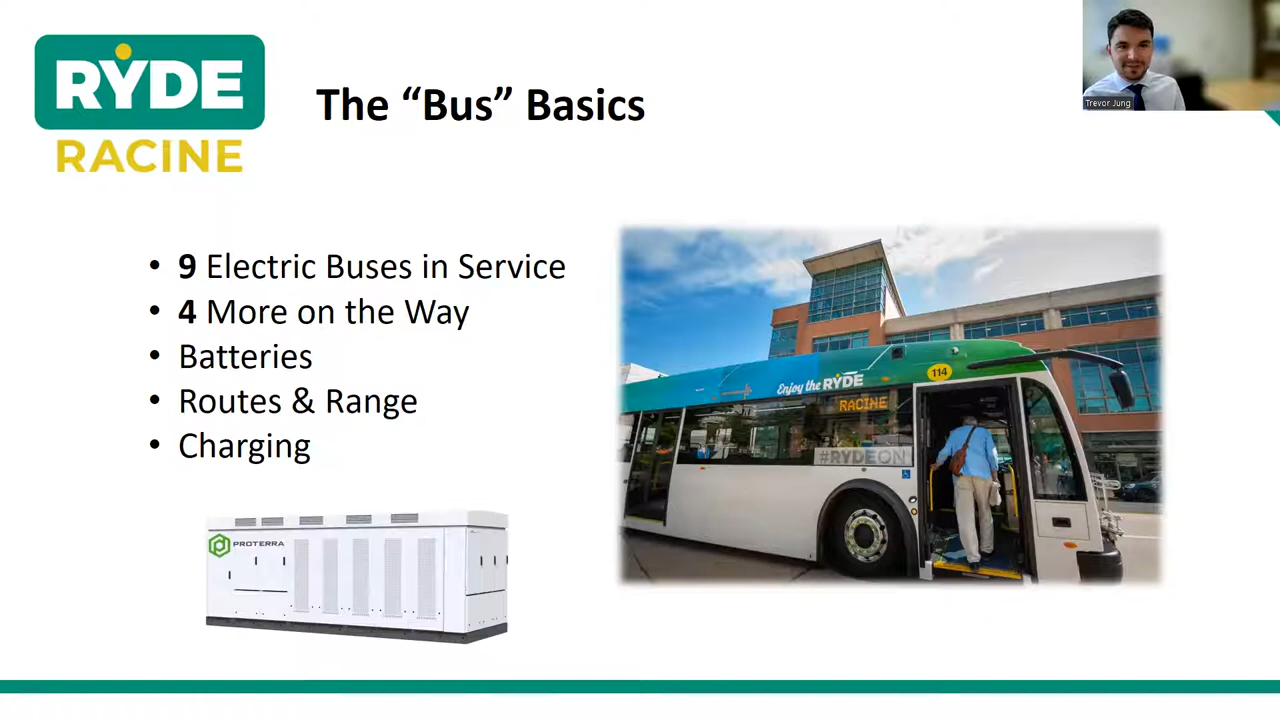 RYDE
RACINE
The “Bus” Basics
Trevor Jung
• 9 Electric Buses in Service
• 4 More on the Way
• Batteries
• Routes & Range
• Charging
PROTERRA
Enjoy the RYDE
114
RACINE
#RYDEON